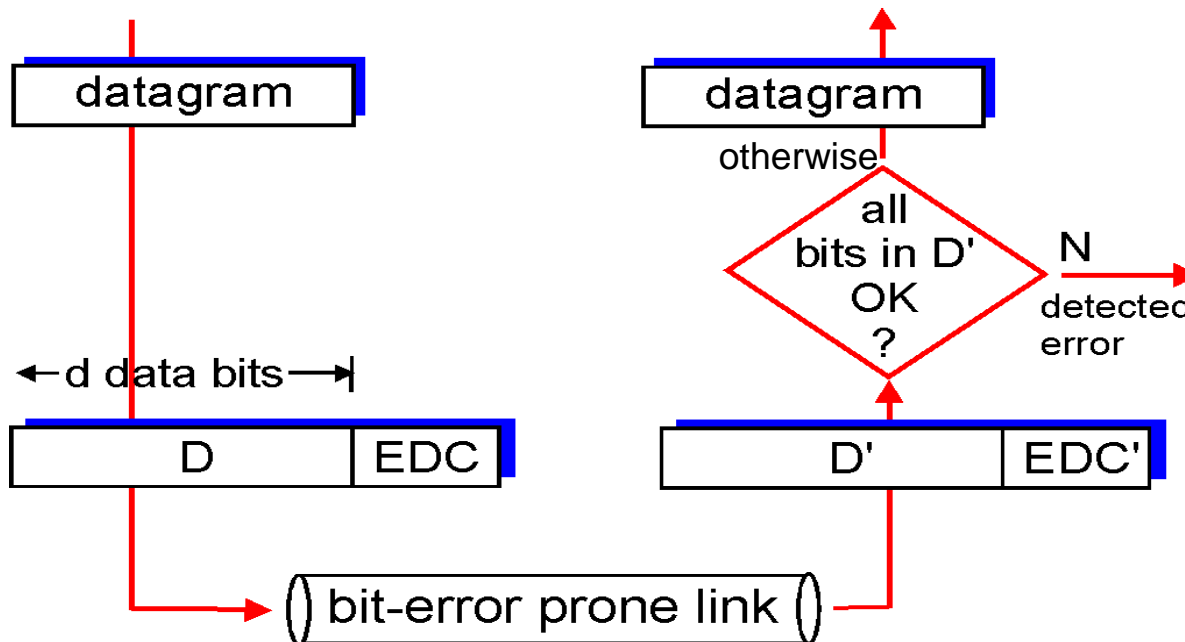 datagram
datagram
otherwise
all
bits in D'
OK
?
N
detected
error
d data bits
D
EDC
D'
EDC'
bit-error prone link